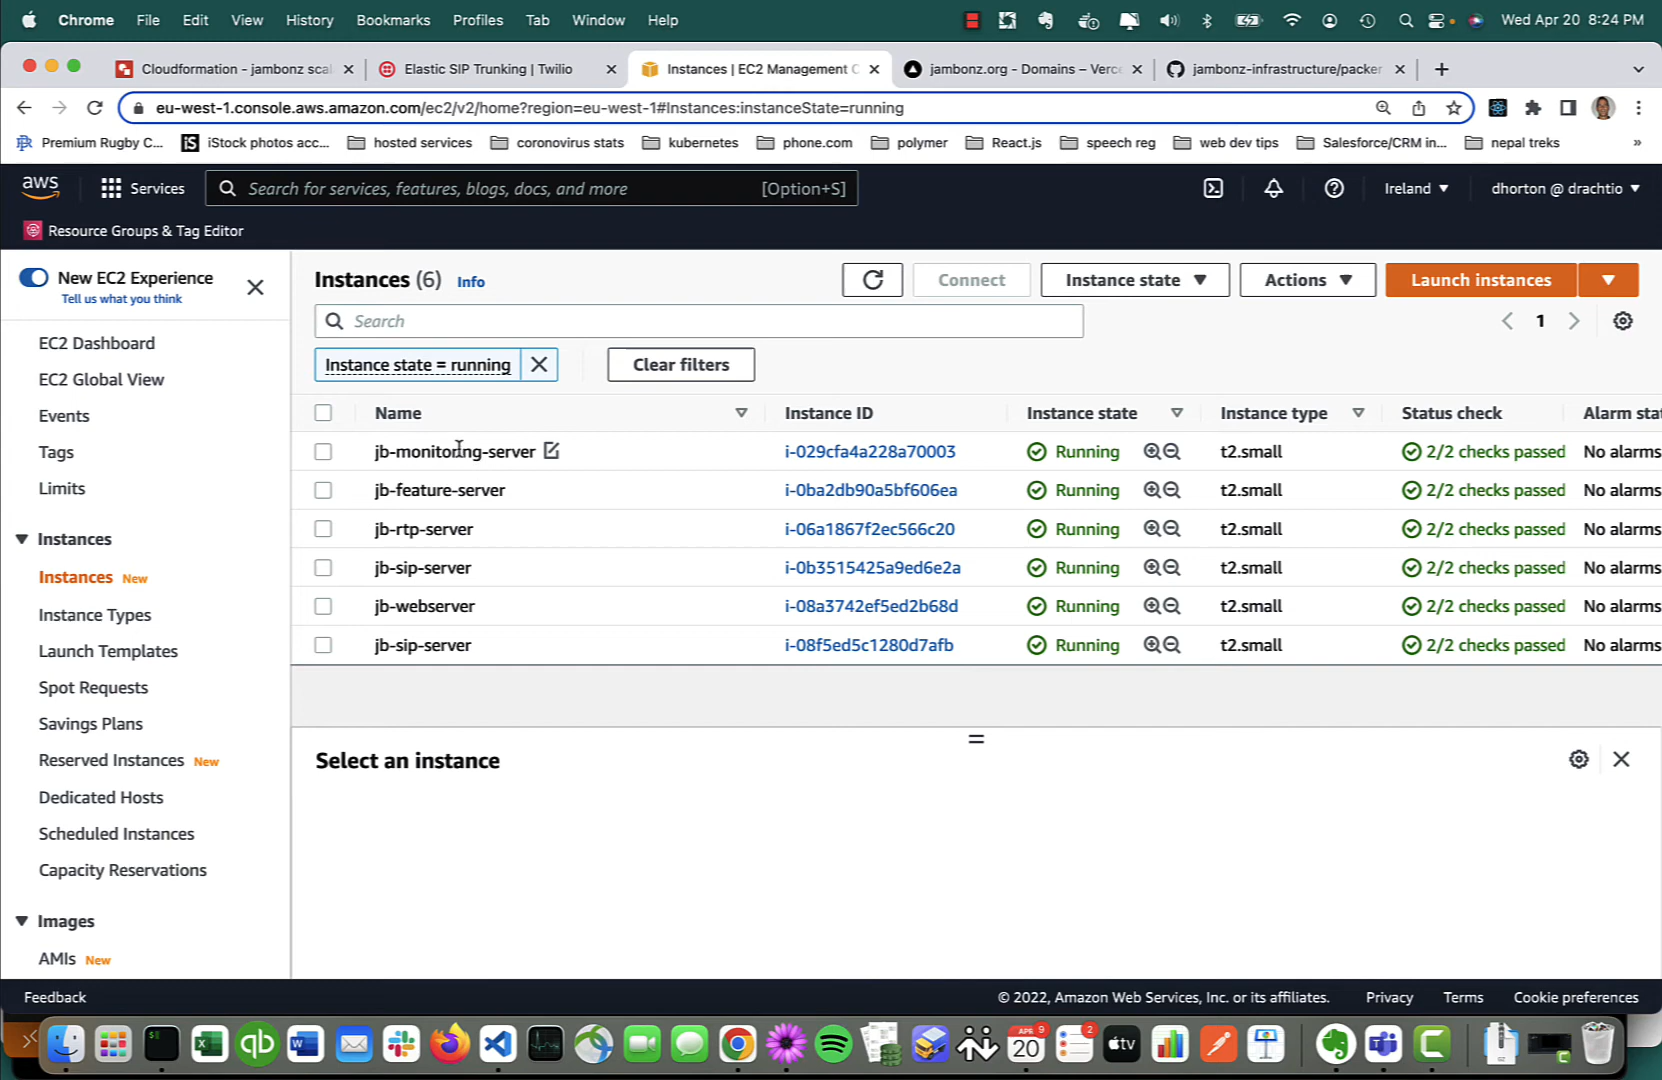 Chrome File Edit View History Bookmarks Profiles Tab Window Help Wed Apr 20 8:24 PM
Cloudformation - jambonz scal Elastic SIP Trunking | Twilio Instances | EC2 Management C jambonz.org - Domains – Verce jambonz-infrastructure/packer
eu-west-1.console.aws.amazon.com/ec2/v2/home?region=eu-west-1#Instances:instanceState=running
Premium Rugby C... iS iStock photos acc... hosted services coronovirus stats kubernetes phone.com polymer React.js speech reg web dev tips Salesforce/CRM in... nepal treks »
aws Services Search for services, features, blogs, docs, and more [Option+S] Ireland dhorton @ drachtio
Resource Groups & Tag Editor
New EC2 Experience
Tell us what you think
EC2 Dashboard
EC2 Global View
Events
Tags
Limits
Instances
Instances New
Instance Types
Launch Templates
Spot Requests
Savings Plans
Reserved Instances New
Dedicated Hosts
Scheduled Instances
Capacity Reservations
Images
AMIs New
Instances (6) Info Connect Instance state Actions Launch instances
Search 1
Instance state = running Clear filters
Name Instance ID Instance state Instance type Status check Alarm stat
jb-monitoring-server i-029cfa4a228a70003 Running t2.small 2/2 checks passed No alarms
jb-feature-server i-0ba2db90a5bf606ea Running t2.small 2/2 checks passed No alarms
jb-rtp-server i-06a1867f2ec566c20 Running t2.small 2/2 checks passed No alarms
jb-sip-server i-0b3515425a9ed6e2a Running t2.small 2/2 checks passed No alarms
jb-webserver i-08a3742ef5ed2b68d Running t2.small 2/2 checks passed No alarms
jb-sip-server i-08f5ed5c1280d7afb Running t2.small 2/2 checks passed No alarms
Select an instance
Feedback © 2022, Amazon Web Services, Inc. or its affiliates. Privacy Terms Cookie preferences
qb W APR 20 9 2 tv